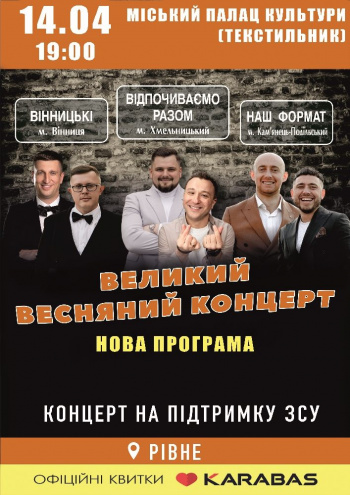 14.04
19:00
МІСЬКИЙ ПАЛАЦ КУЛЬТУРИ
(ТЕКСТИЛЬНИК)
ВІННИЦЬКІ
м. Вінниця
ВІДПОЧИВАЄМО
РАЗОМ
м. Хмельницький
НАШ ФОРМАТ
м. Кам'янець-Подільський
ВЕЛИКИЙ
ВЕСНЯНИЙ КОНЦЕРТ
НОВА ПРОГРАМА
КОНЦЕРТ НА ПІДТРИМКУ ЗСУ
РІВНЕ
ОФІЦІЙНІ КВИТКИ KARABAS